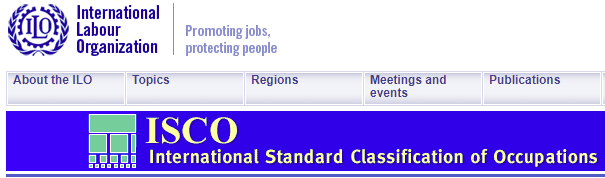 ILO
International
Labour
Organization
Promoting jobs,
protecting people
About the ILO
Topics
Regions
Meetings and
events
Publications
ISCO
International Standard Classification of Occupations